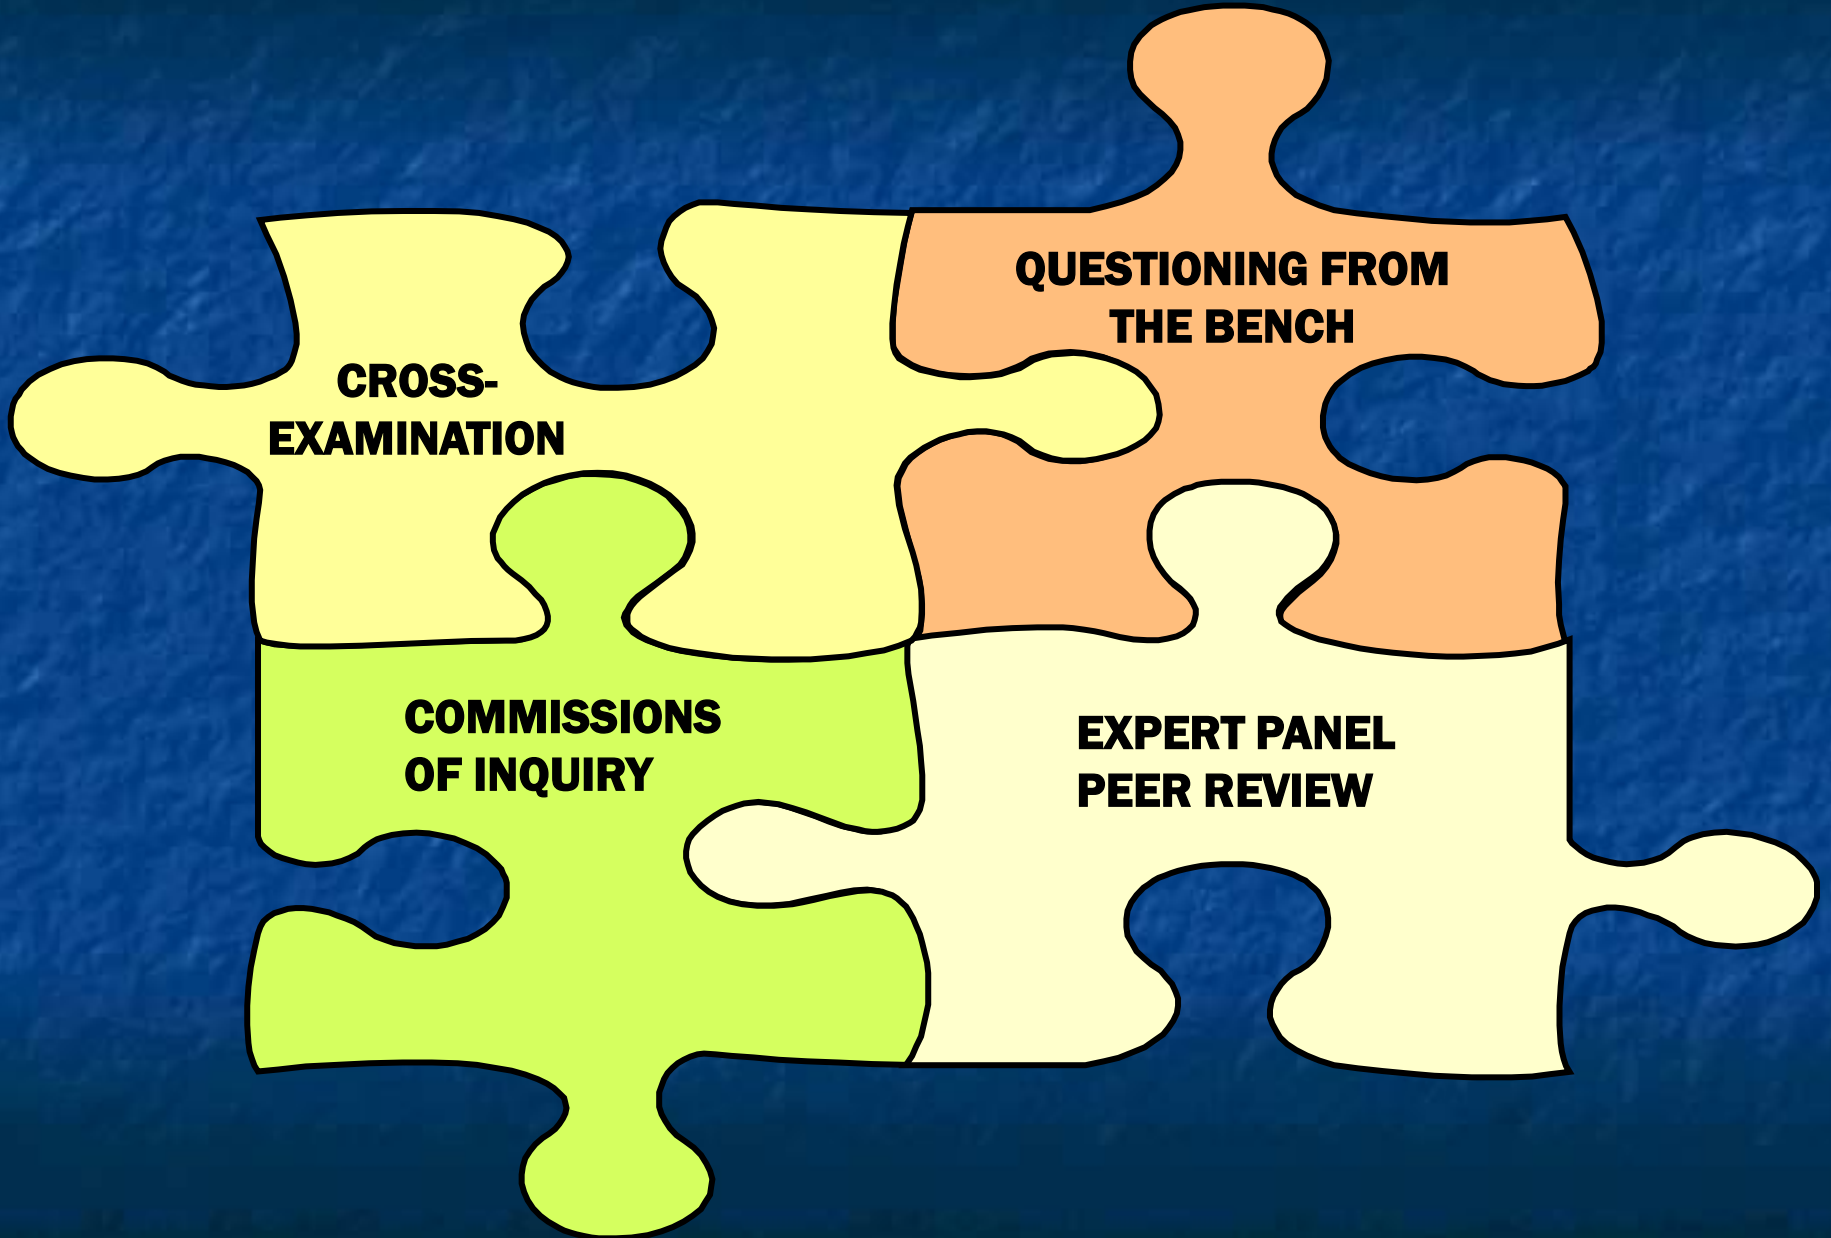 CROSS-
EXAMINATION
QUESTIONING FROM
THE BENCH
COMMISSIONS
OF INQUIRY
EXPERT PANEL
PEER REVIEW